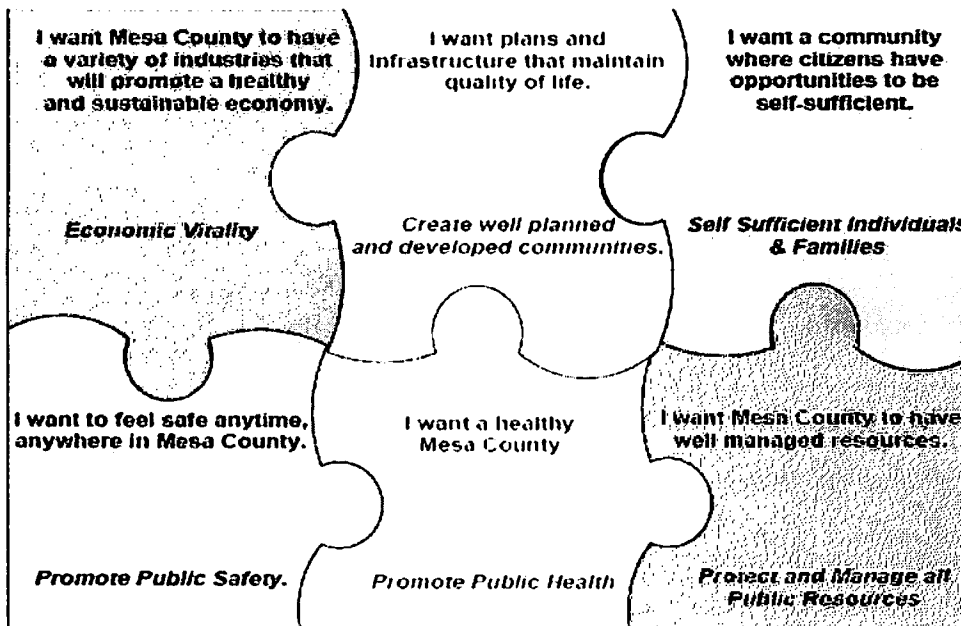 I want Mesa County to have
a variety of industries that
will promote a healthy
and sustainable economy.
Economic Vitality
I want plans and
Infrastructure that maintain
quality of life.
Create well planned
and developed communities.
I want a community
where citizens have
opportunities to be
self-sufficient.
Self Sufficient Individuals
& Families
I want to feel safe anytime,
anywhere in Mesa County.
Promote Public Safety.
I want a healthy
Mesa County
Promote Public Health
I want Mesa County to have
well managed resources.
Protect and Manage all
Public Resources